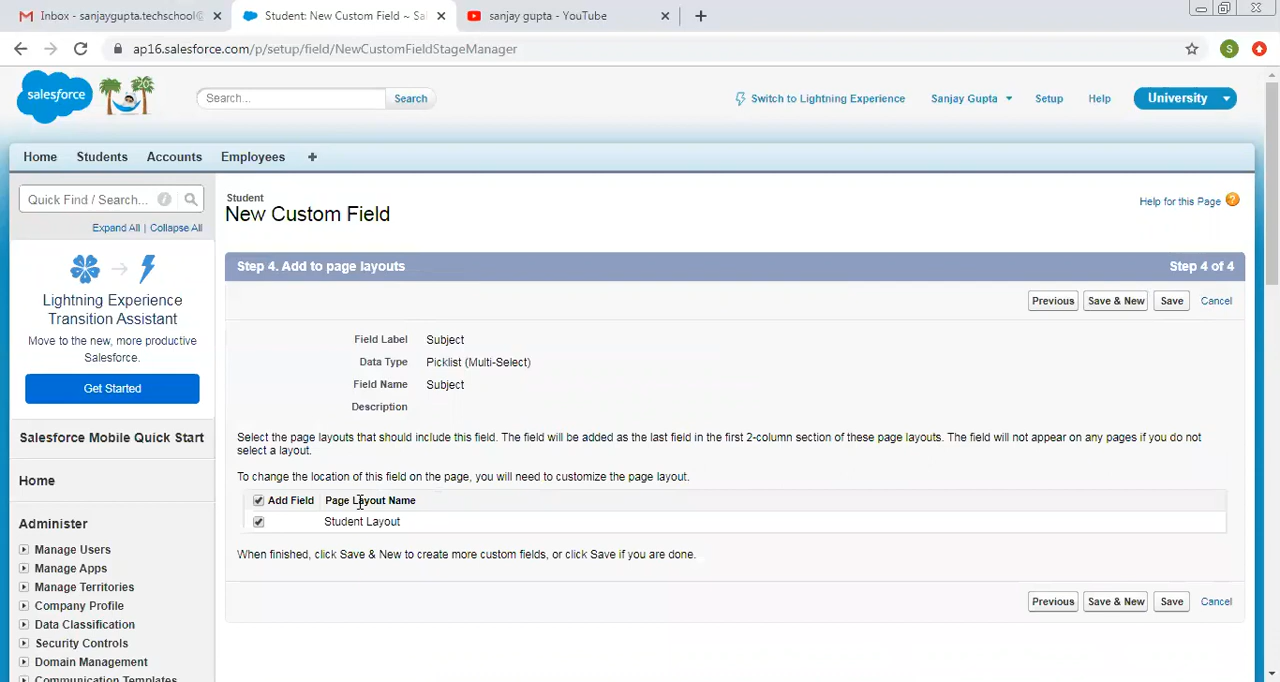 Inbox - sanjaygupta.techschool@
Student: New Custom Field ~ Sal
sanjay gupta - YouTube
ap16.salesforce.com/p/setup/field/NewCustomFieldStageManager
S
salesforce
20
Search...
Search
Switch to Lightning Experience
Sanjay Gupta
Setup
Help
University
Home
Students
Accounts
Employees
Quick Find / Search...
Expand All | Collapse All
Lightning Experience
Transition Assistant
Move to the new, more productive
Salesforce.
Get Started
Salesforce Mobile Quick Start
Home
Administer
Manage Users
Manage Apps
Manage Territories
Company Profile
Data Classification
Security Controls
Domain Management
Communication Templates
Student
New Custom Field
Help for this Page
Step 4. Add to page layouts
Step 4 of 4
Previous
Save & New
Save
Cancel
Field Label Subject
Data Type Picklist (Multi-Select)
Field Name Subject
Description
Select the page layouts that should include this field. The field will be added as the last field in the first 2-column section of these page layouts. The field will not appear on any pages if you do not
select a layout.
To change the location of this field on the page, you will need to customize the page layout.
Add Field Page Layout Name
Student Layout
When finished, click Save & New to create more custom fields, or click Save if you are done.
Previous
Save & New
Save
Cancel